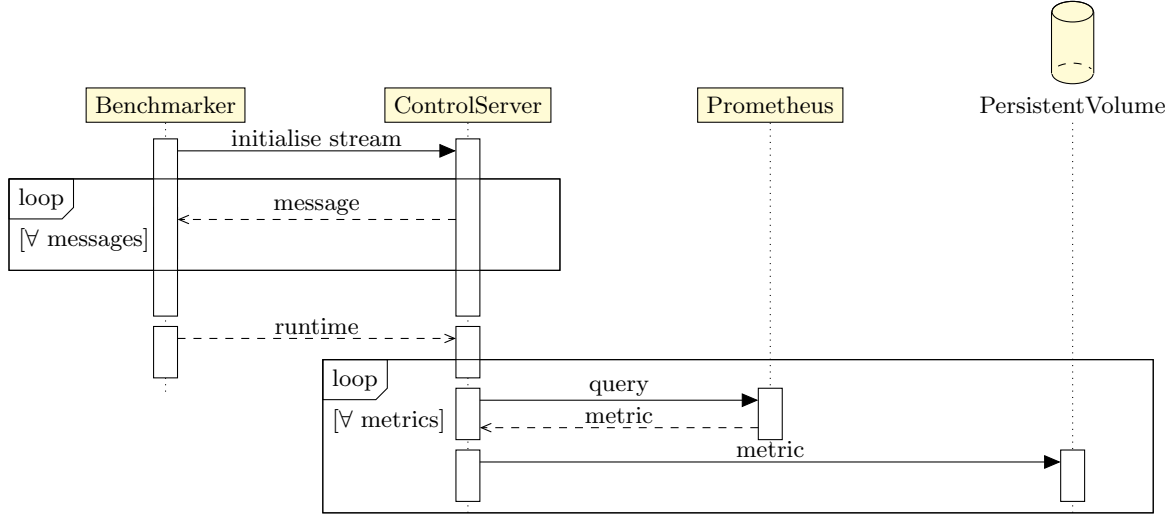 Benchmarker
ControlServer
Prometheus
PersistentVolume
initialise stream
loop
message
[∀ messages]
runtime
loop
query
[∀ metrics]
metric
metric